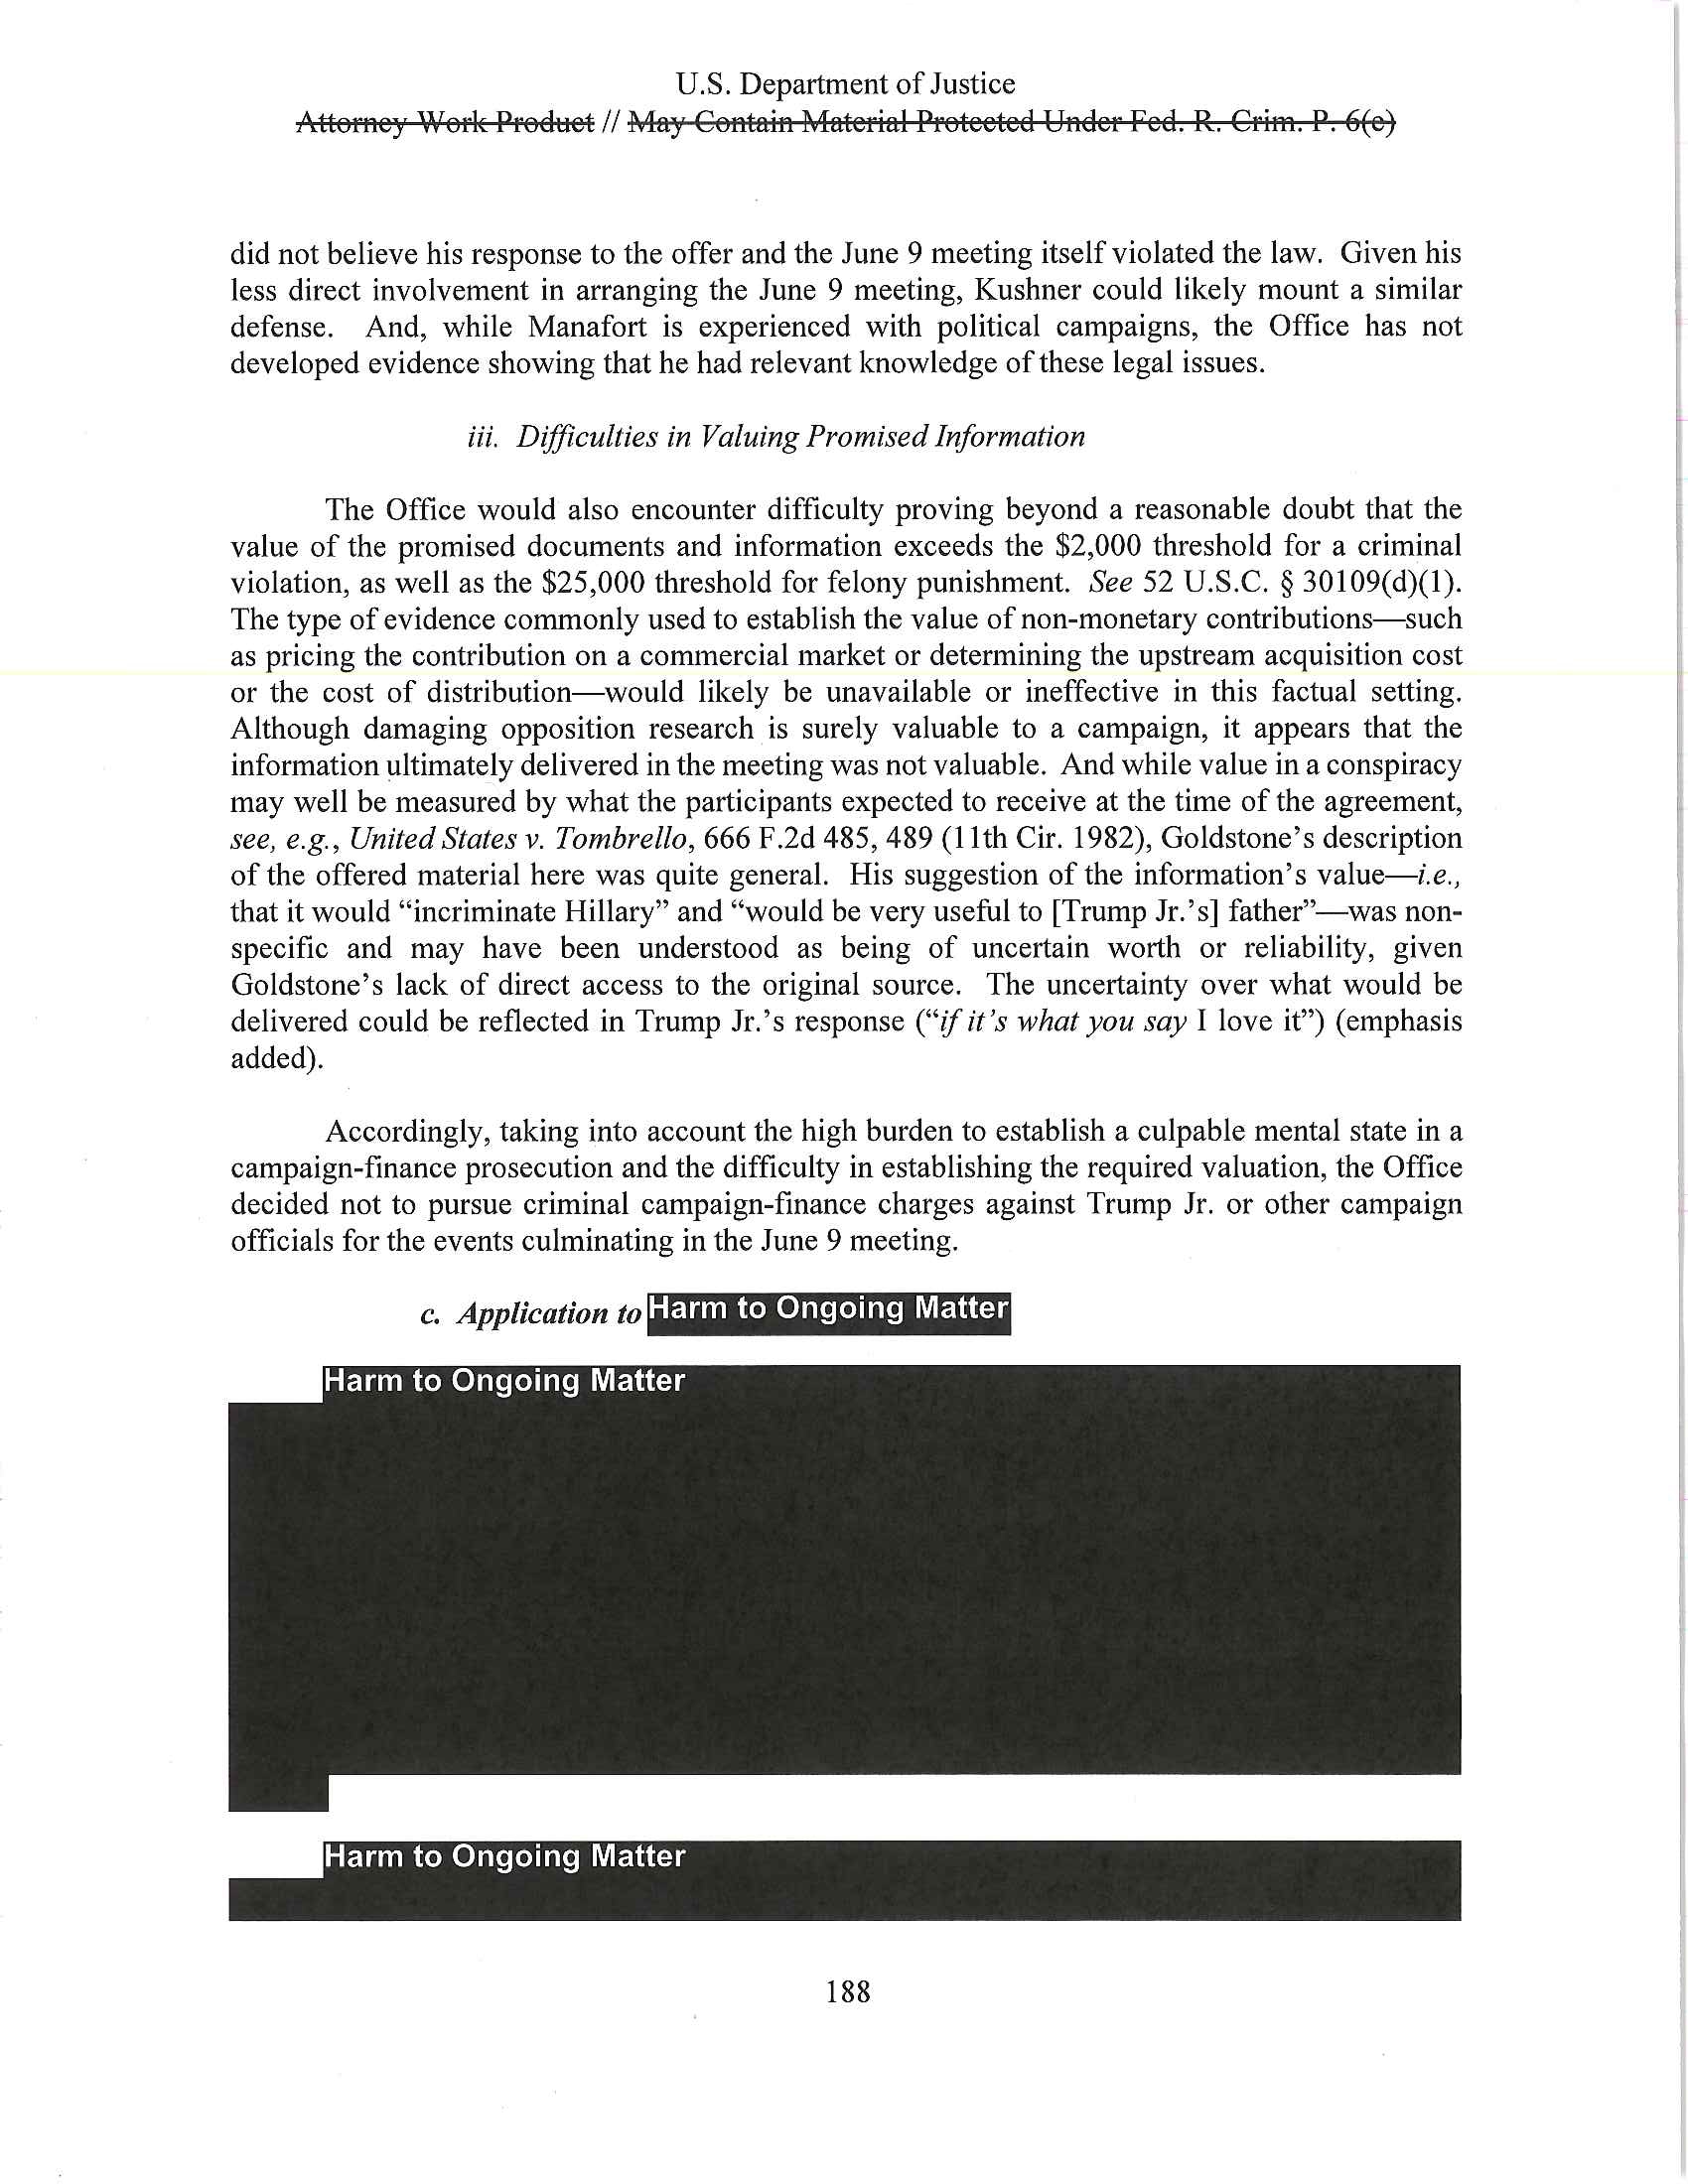 U.S. Department of Justice
Attorney Work Product // May Contain Material Protected Under Fed. R. Crim. P. 6(e)
did not believe his response to the offer and the June 9 meeting itself violated the law. Given his
less direct involvement in arranging the June 9 meeting, Kushner could likely mount a similar
defense. And, while Manafort is experienced with political campaigns, the Office has not
developed evidence showing that he had relevant knowledge of these legal issues.
iii. Difficulties in Valuing Promised Information
The Office would also encounter difficulty proving beyond a reasonable doubt that the
value of the promised documents and information exceeds the $2,000 threshold for a criminal
violation, as well as the $25,000 threshold for felony punishment. See 52 U.S.C. § 30109(d)(1).
The type of evidence commonly used to establish the value of non-monetary contributions—such
as pricing the contribution on a commercial market or determining the upstream acquisition cost
or the cost of distribution—would likely be unavailable or ineffective in this factual setting.
Although damaging opposition research is surely valuable to a campaign, it appears that the
information ultimately delivered in the meeting was not valuable. And while value in a conspiracy
may well be measured by what the participants expected to receive at the time of the agreement,
see, e.g., United States v. Tombrello, 666 F.2d 485, 489 (11th Cir. 1982), Goldstone's description
of the offered material here was quite general. His suggestion of the information's value—i.e.,
that it would "incriminate Hillary" and "would be very useful to [Trump Jr.'s] father"—was non-
specific and may have been understood as being of uncertain worth or reliability, given
Goldstone's lack of direct access to the original source. The uncertainty over what would be
delivered could be reflected in Trump Jr.'s response ("if it's what you say I love it") (emphasis
added).
Accordingly, taking into account the high burden to establish a culpable mental state in a
campaign-finance prosecution and the difficulty in establishing the required valuation, the Office
decided not to pursue criminal campaign-finance charges against Trump Jr. or other campaign
officials for the events culminating in the June 9 meeting.
c. Application to Harm to Ongoing Matter
Harm to Ongoing Matter
Harm to Ongoing Matter
188